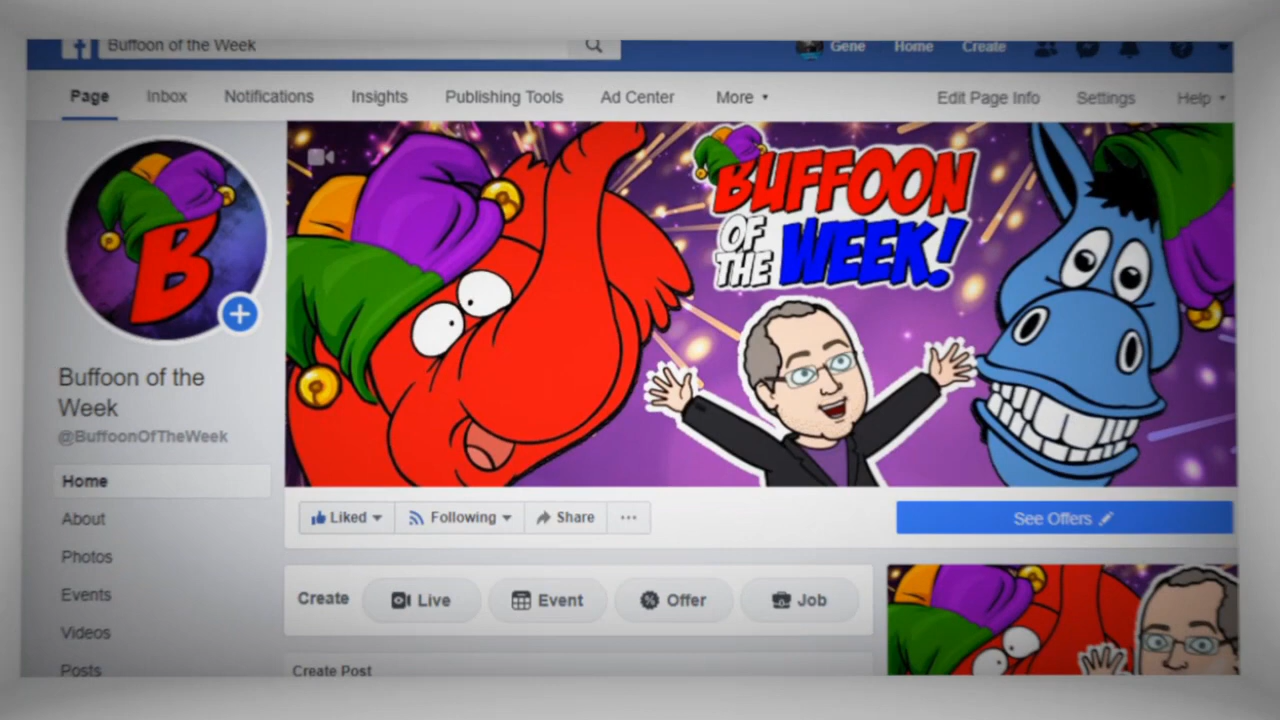 Buffoon of the Week
Gene Home Create
Page Inbox Notifications Insights Publishing Tools Ad Center More Edit Page Info Settings Help
B
BUFFOON
OF
THE WEEK!
Buffoon of the
Week
@BuffoonOfTheWeek
Home
About
Photos
Events
Videos
Posts
Liked Following Share ...
See Offers
Create Live Event Offer Job
Create Post